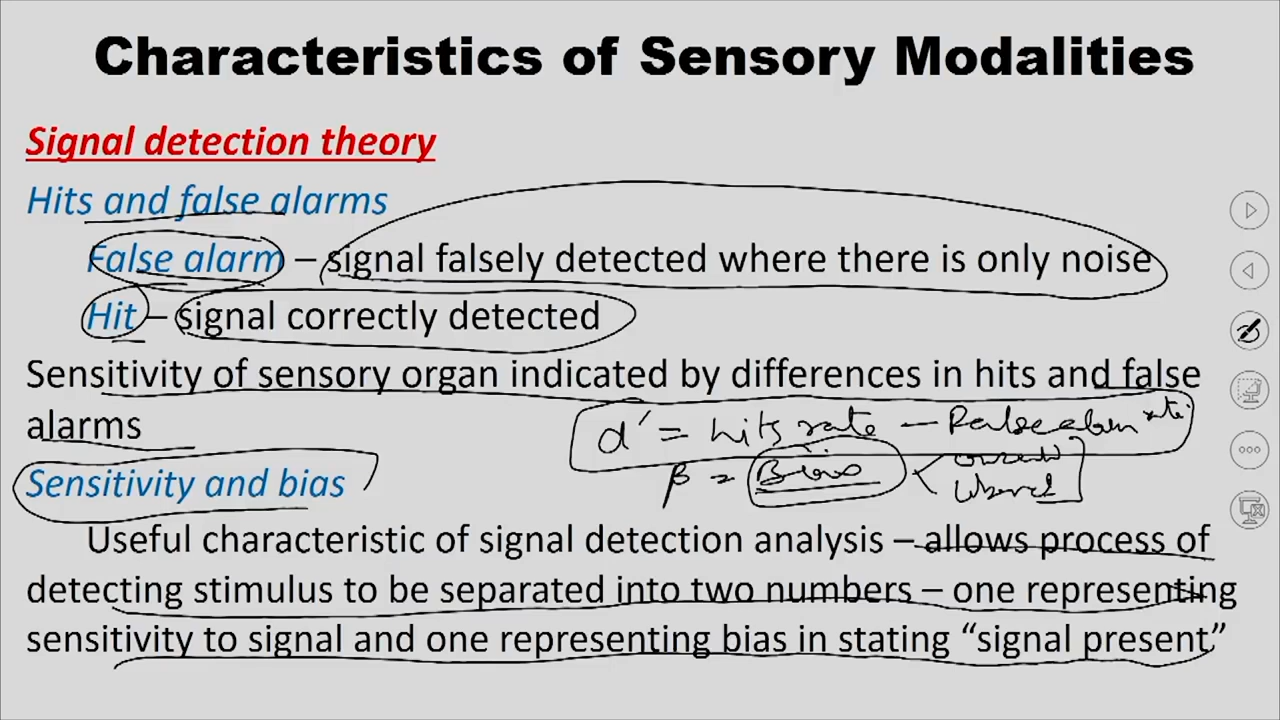 Characteristics of Sensory Modalities
Signal detection theory
Hits and false alarms
False alarm – signal falsely detected where there is only noise
Hit – signal correctly detected
Sensitivity of sensory organ indicated by differences in hits and false
alarms
d' = hits rate – False alarm rate
β = Bias
liberal
Sensitivity and bias
Useful characteristic of signal detection analysis – allows process of
detecting stimulus to be separated into two numbers – one representing
sensitivity to signal and one representing bias in stating “signal present”